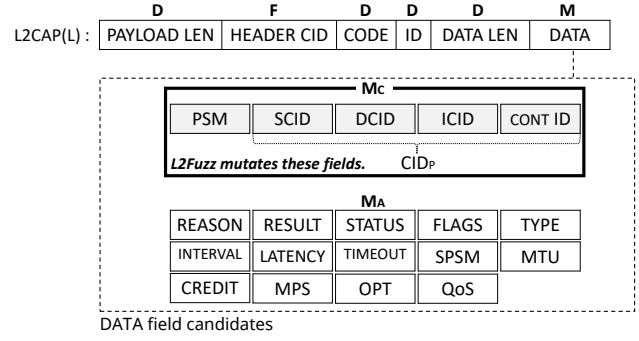 D F D D D M
L2CAP(L) : PAYLOAD LEN HEADER CID CODE ID DATA LEN DATA
MC
PSM SCID DCID ICID CONT ID
L2Fuzz mutates these fields. CIDP
MA
REASON RESULT STATUS FLAGS TYPE
INTERVAL LATENCY TIMEOUT SPSM MTU
CREDIT MPS OPT QoS
DATA field candidates